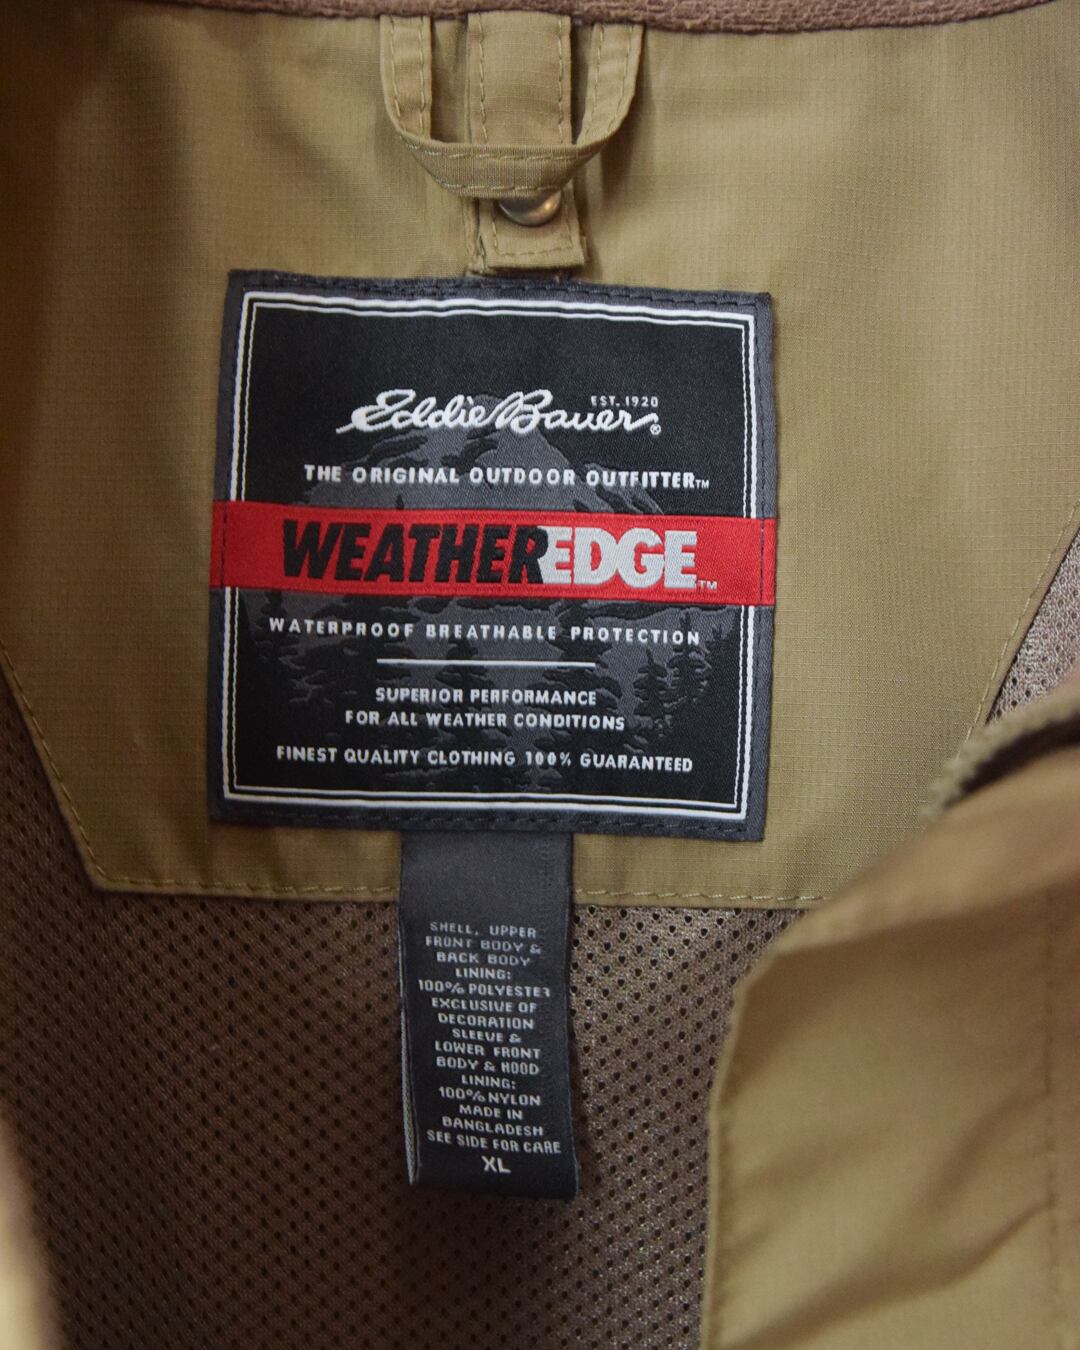 Eddie Bauer®
EST. 1920
THE ORIGINAL OUTDOOR OUTFITTER™
WEATHEREDGE™
WATERPROOF BREATHABLE PROTECTION
SUPERIOR PERFORMANCE
FOR ALL WEATHER CONDITIONS
FINEST QUALITY CLOTHING 100% GUARANTEED
SHELL, UPPER
FRONT BODY &
BACK BODY
LINING:
100% POLYESTER
EXCLUSIVE OF
DECORATION
SLEEVE &
LOWER FRONT
BODY & HOOD
LINING:
100% NYLON
MADE IN
BANGLADESH
SEE SIDE FOR CARE
XL